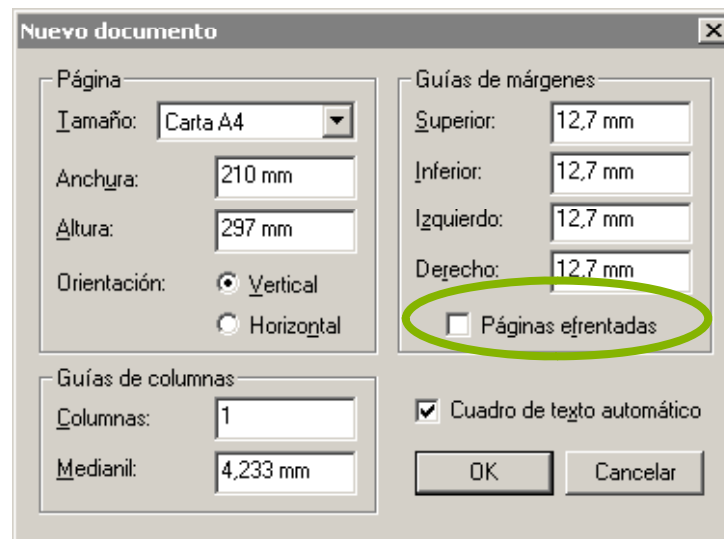 Nuevo documento
Página
Tamaño: Carta A4
Anchura: 210 mm
Altura: 297 mm
Orientación: Vertical
Horizontal
Guías de márgenes
Superior: 12,7 mm
Inferior: 12,7 mm
Izquierdo: 12,7 mm
Derecho: 12,7 mm
Páginas efrentadas
Guías de columnas
Columnas: 1
Medianil: 4,233 mm
Cuadro de texto automático
OK Cancelar